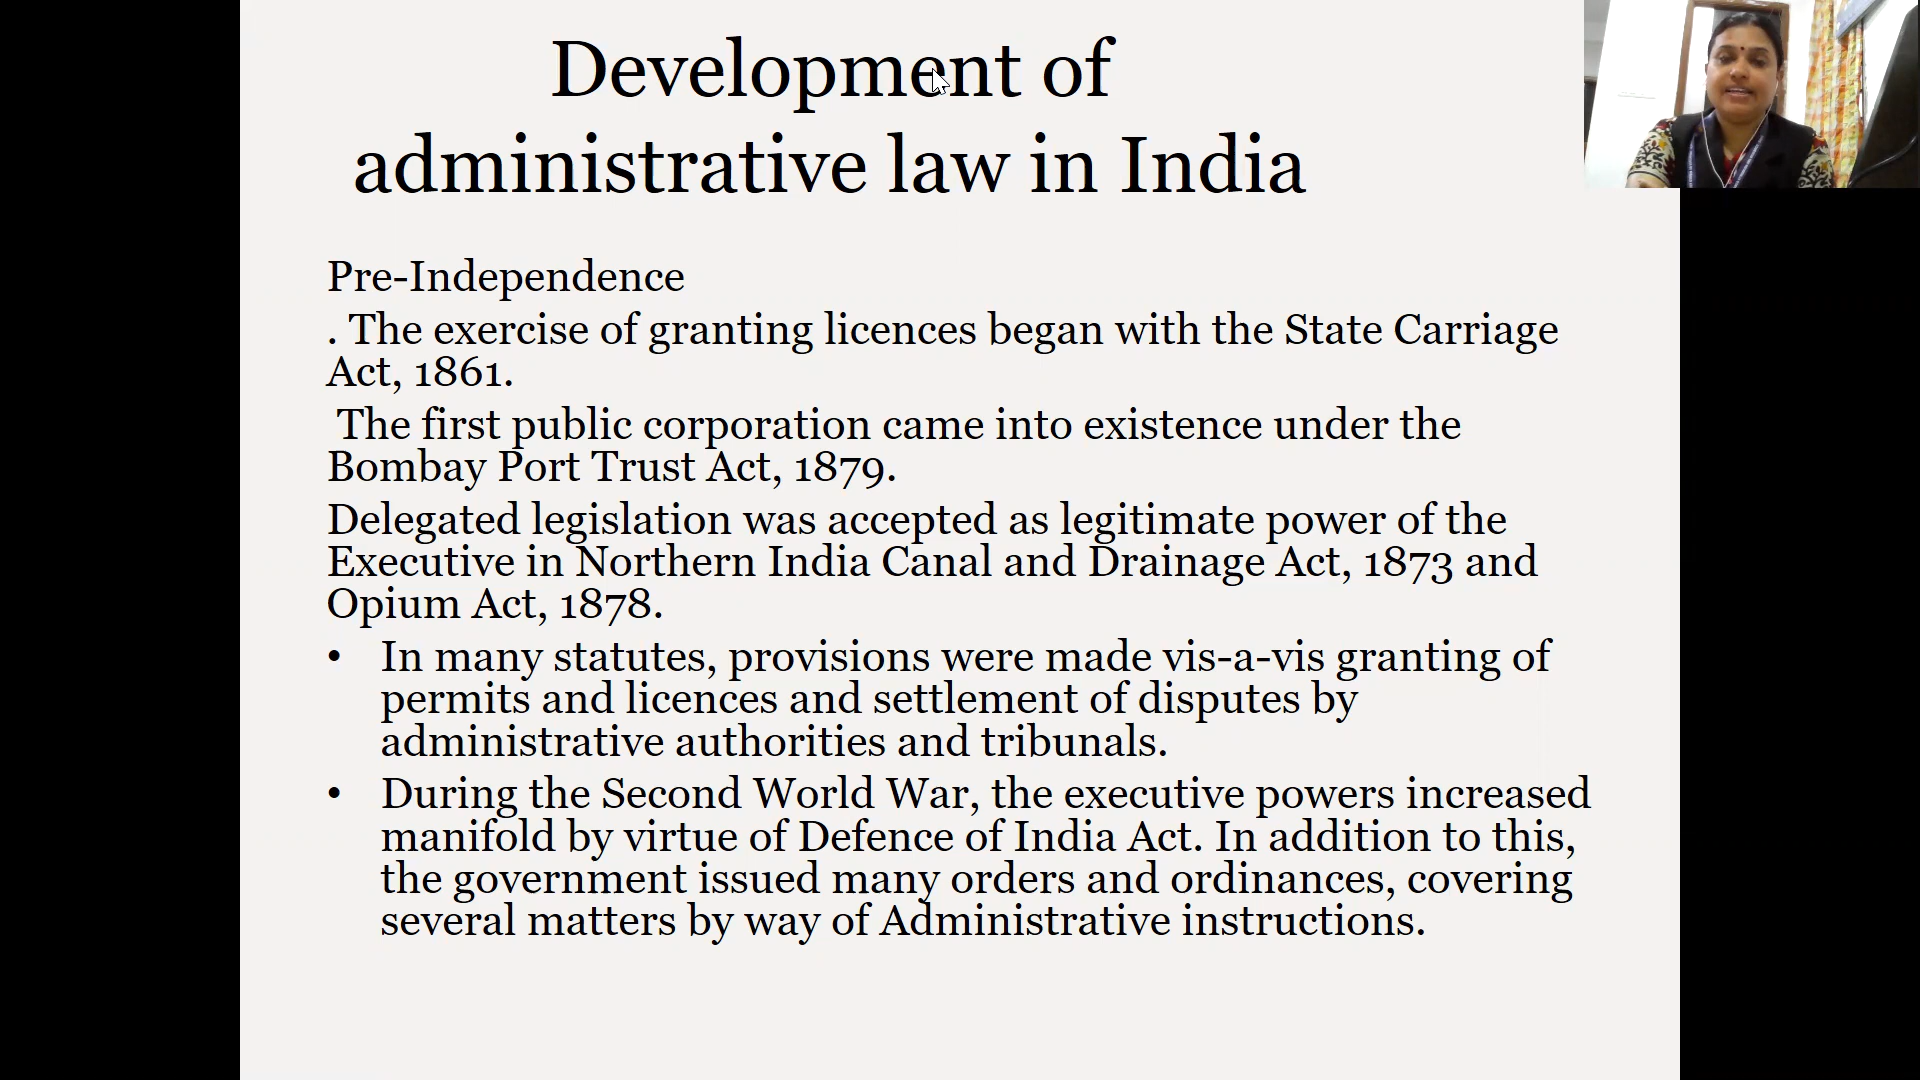 Development of
administrative law in India
Pre-Independence
. The exercise of granting licences began with the State Carriage
Act, 1861.
The first public corporation came into existence under the
Bombay Port Trust Act, 1879.
Delegated legislation was accepted as legitimate power of the
Executive in Northern India Canal and Drainage Act, 1873 and
Opium Act, 1878.
• In many statutes, provisions were made vis-a-vis granting of
permits and licences and settlement of disputes by
administrative authorities and tribunals.
• During the Second World War, the executive powers increased
manifold by virtue of Defence of India Act. In addition to this,
the government issued many orders and ordinances, covering
several matters by way of Administrative instructions.